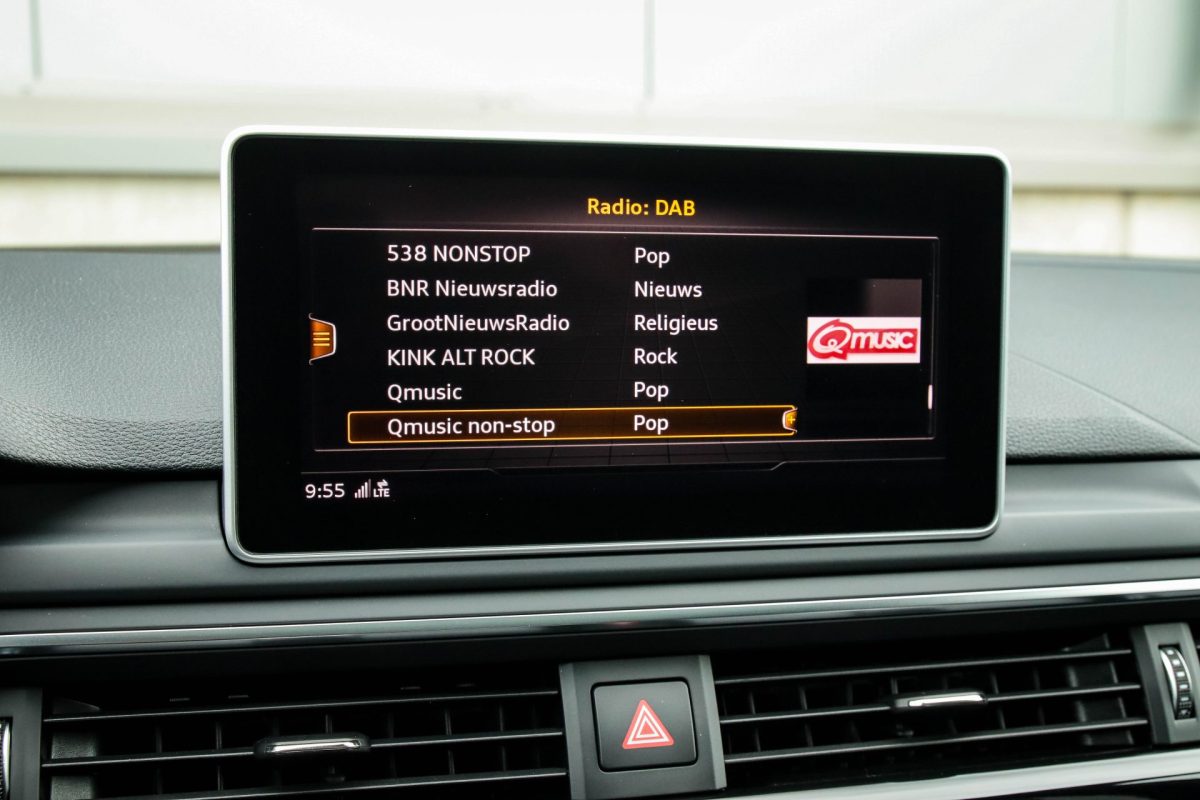 Radio: DAB
538 NONSTOP Pop
BNR Nieuwsradio Nieuws
GrootNieuwsRadio Religieus
KINK ALT ROCK Rock
Qmusic Pop
Qmusic non-stop Pop
Qmusic
9:55 LTE